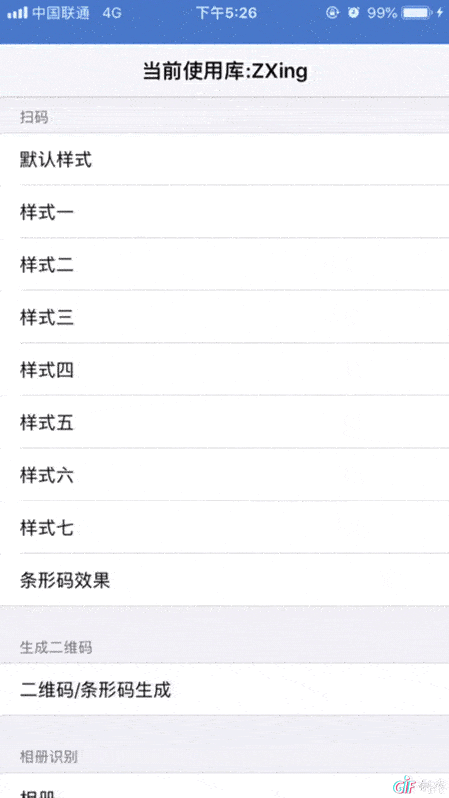 中国联通 4G 下午5:26 99%
当前使用库:ZXing
扫码
默认样式
样式一
样式二
样式三
样式四
样式五
样式六
样式七
条形码效果
生成二维码
二维码/条形码生成
相册识别
相册
GIF